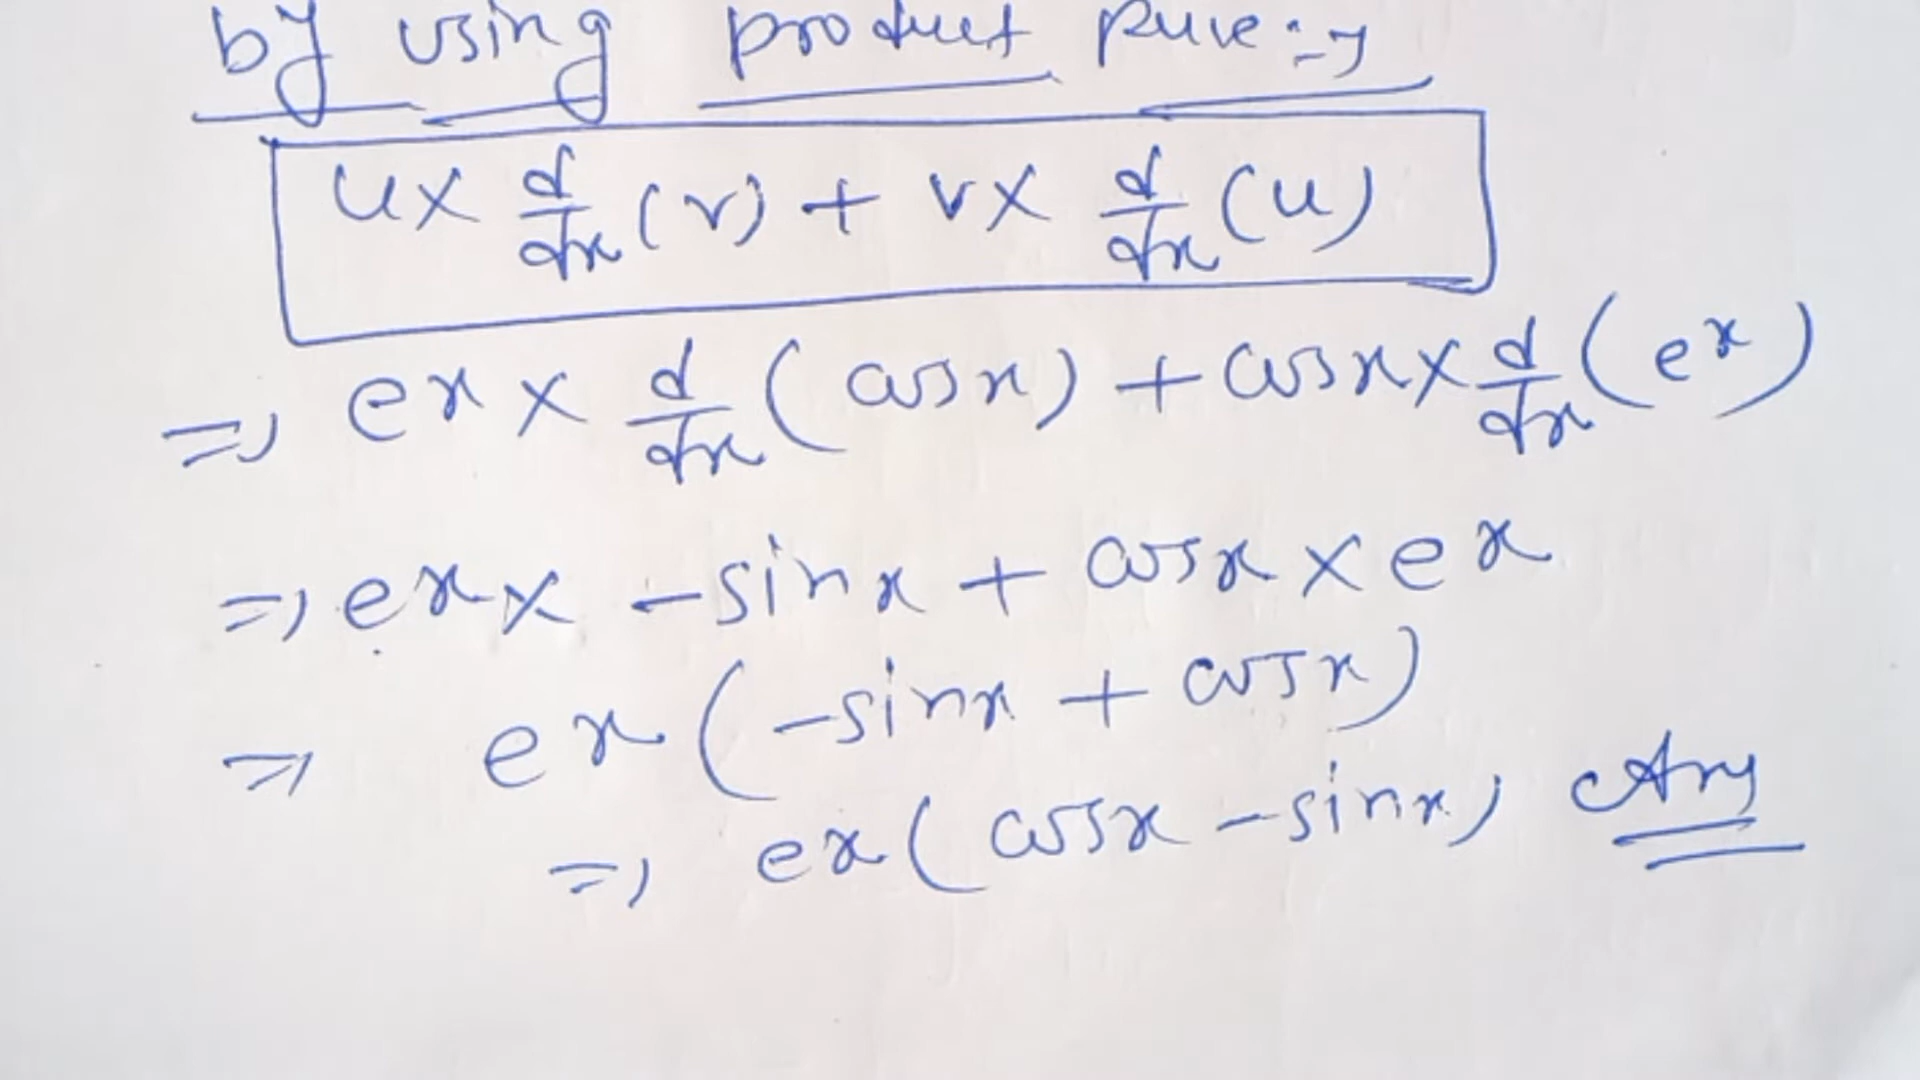 by using product Rule :-
u× d/dx (v) + v× d/dx (u)
=> ex × d/dx (cosx) + cosx × d/dx (e^x)
=> ex × -sinx + cosx × ex
=> ex (-sinx + cosx)
=> ex (cosx - sinx) Ans